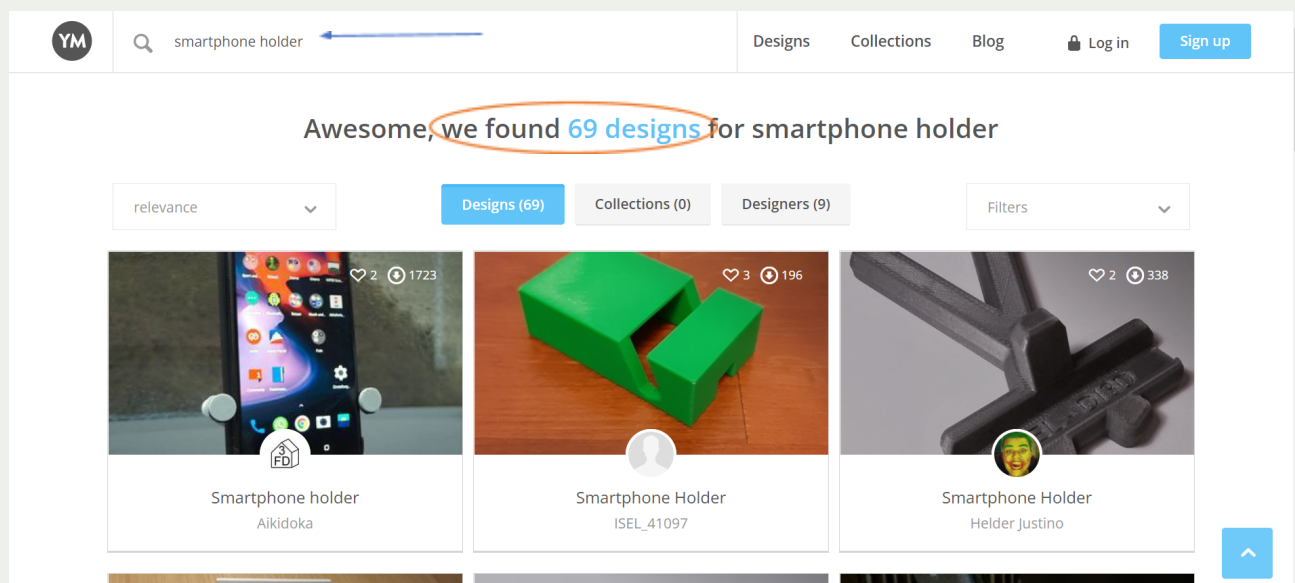 YM
smartphone holder
Designs
Collections
Blog
Log in
Sign up
Awesome, we found 69 designs for smartphone holder
relevance
Designs (69)
Collections (0)
Designers (9)
Filters
2 1723
3 196
2 338
3
FD
Smartphone holder
Aikidoka
Smartphone Holder
ISEL_41097
Smartphone Holder
Helder Justino